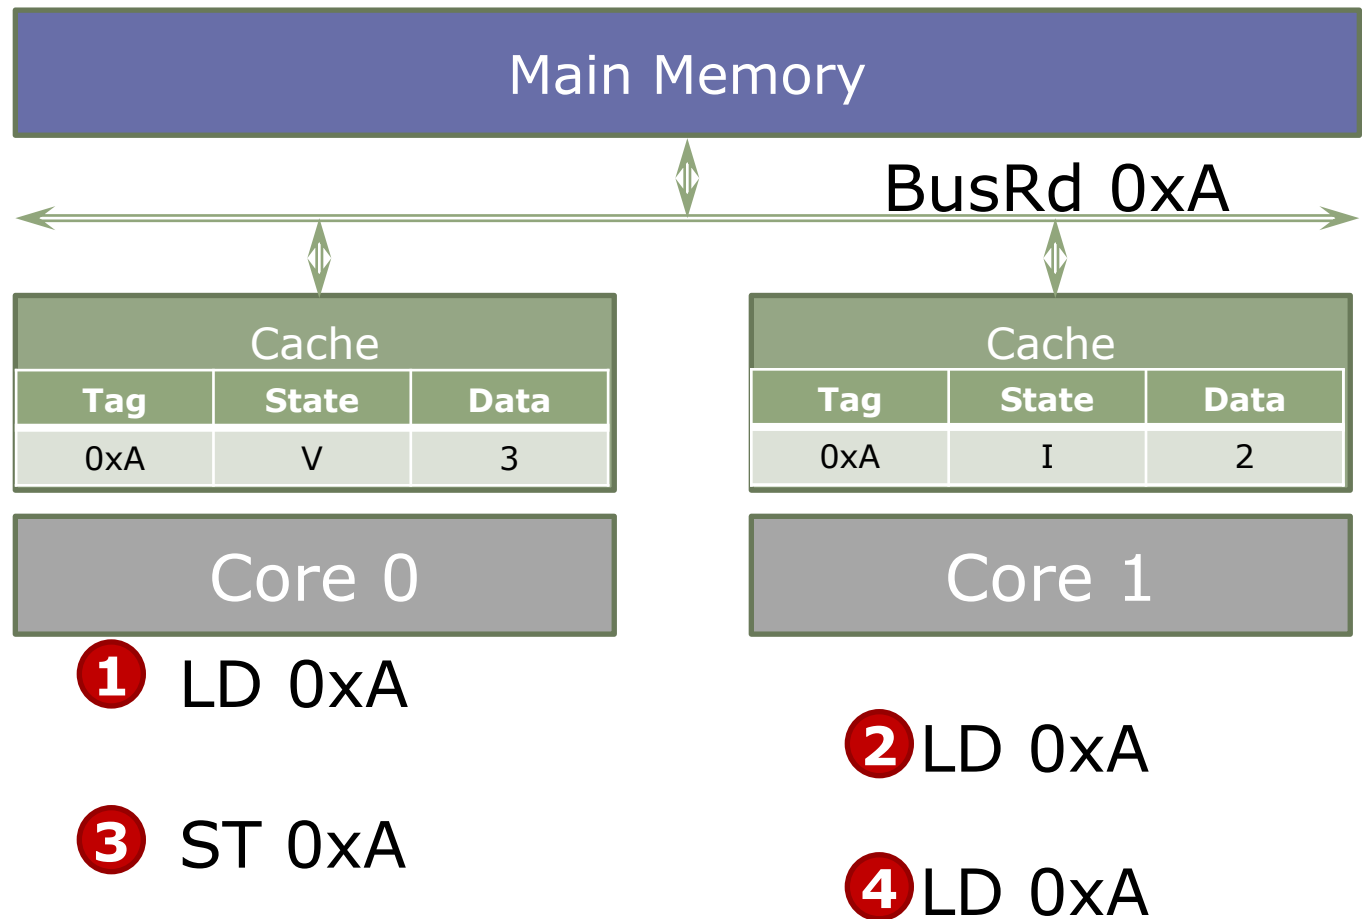 Main Memory
BusRd 0xA
Cache
Tag State Data
0xA V 3
Cache
Tag State Data
0xA I 2
Core 0
Core 1
1 LD 0xA
2 LD 0xA
3 ST 0xA
4 LD 0xA